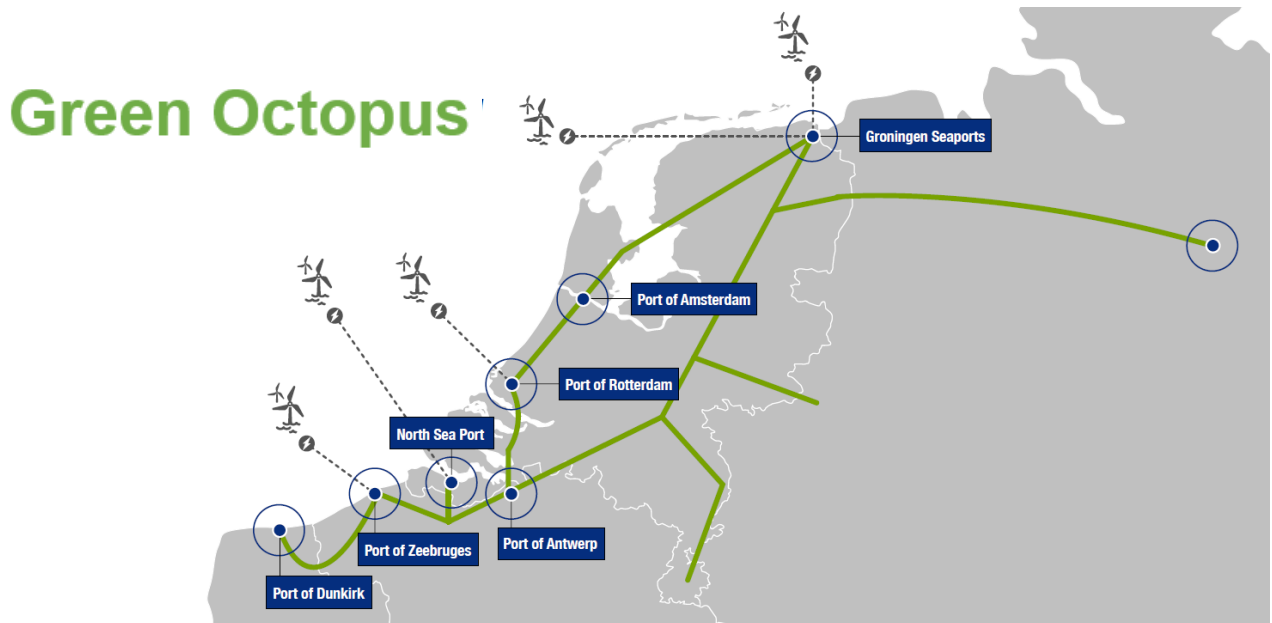 Green Octopus
Groningen Seaports
Port of Amsterdam
Port of Rotterdam
North Sea Port
Port of Antwerp
Port of Zeebruges
Port of Dunkirk